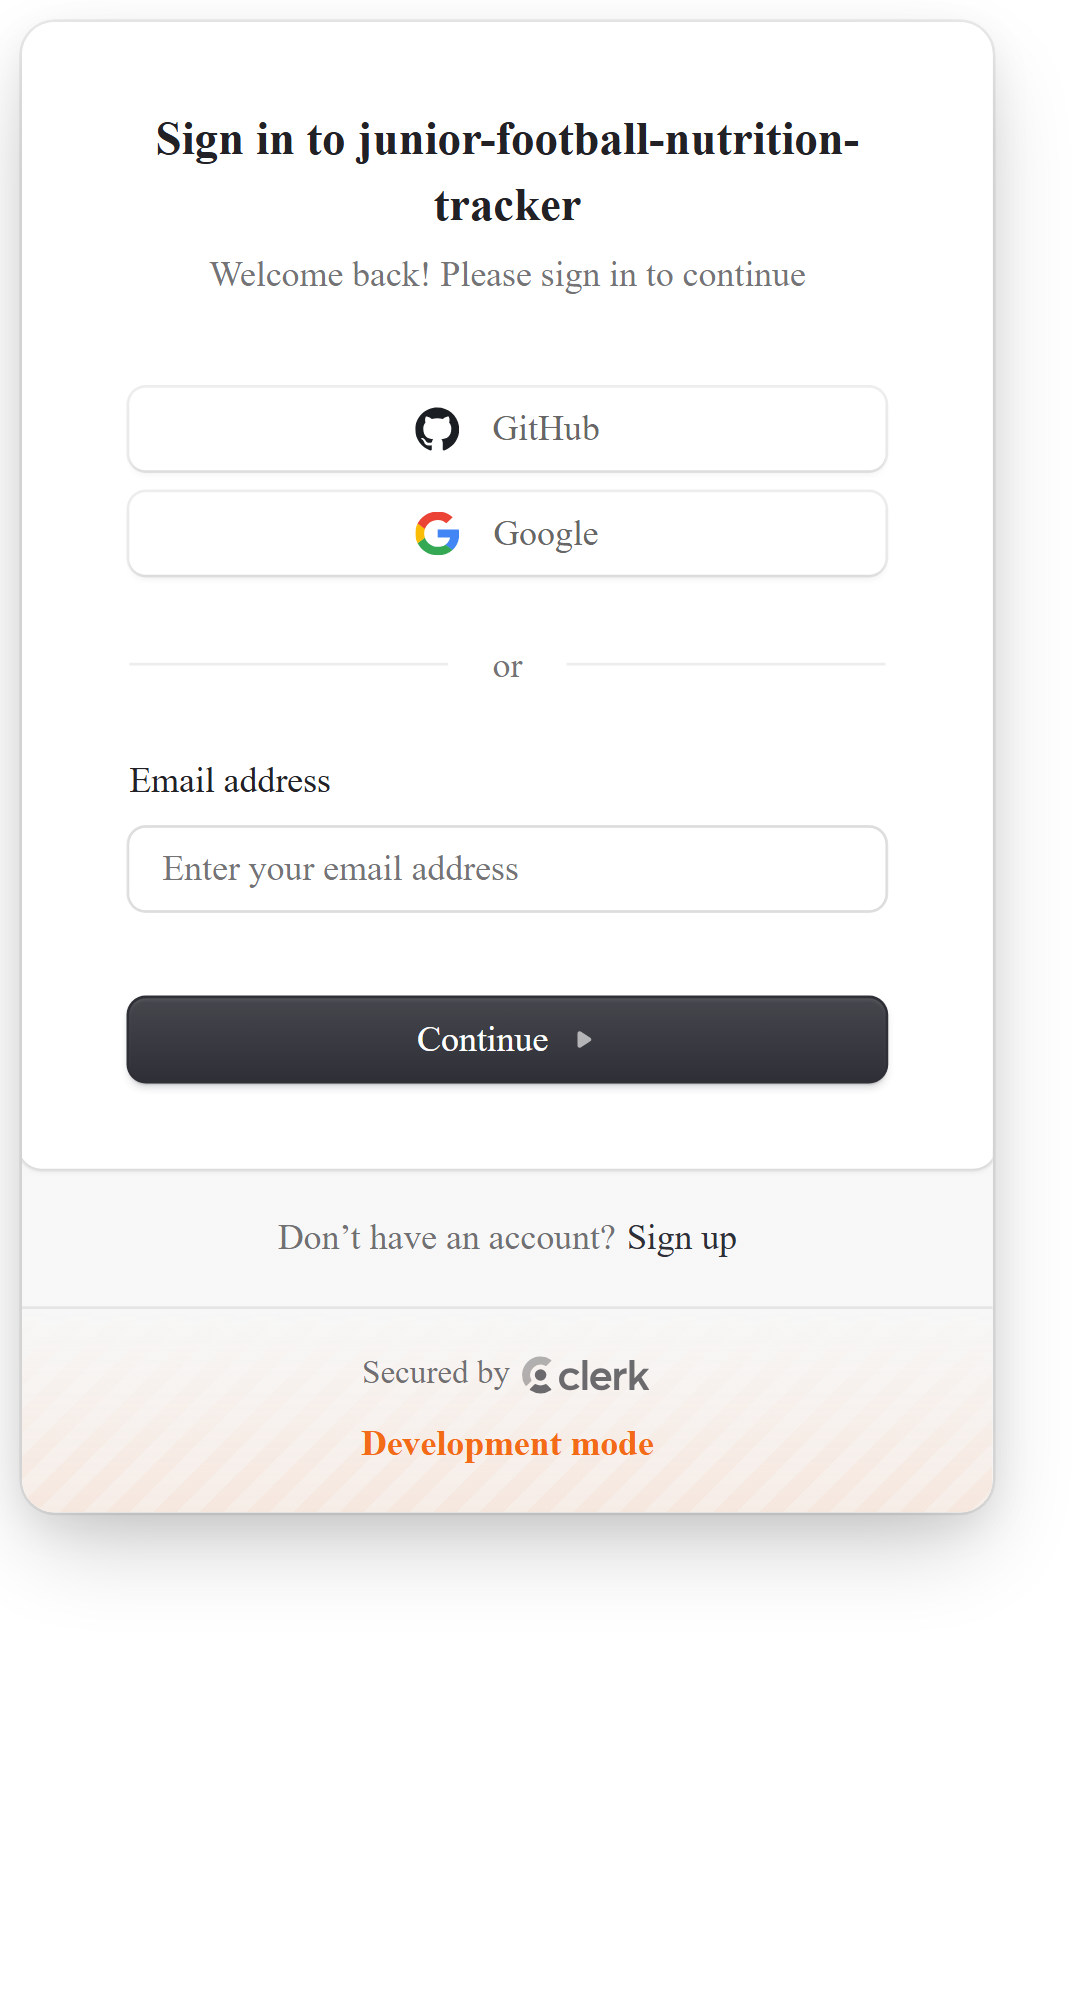 Sign in to junior-football-nutrition-
tracker
Welcome back! Please sign in to continue
GitHub
Google
or
Email address
Enter your email address
Continue
Don’t have an account? Sign up
Secured by clerk
Development mode